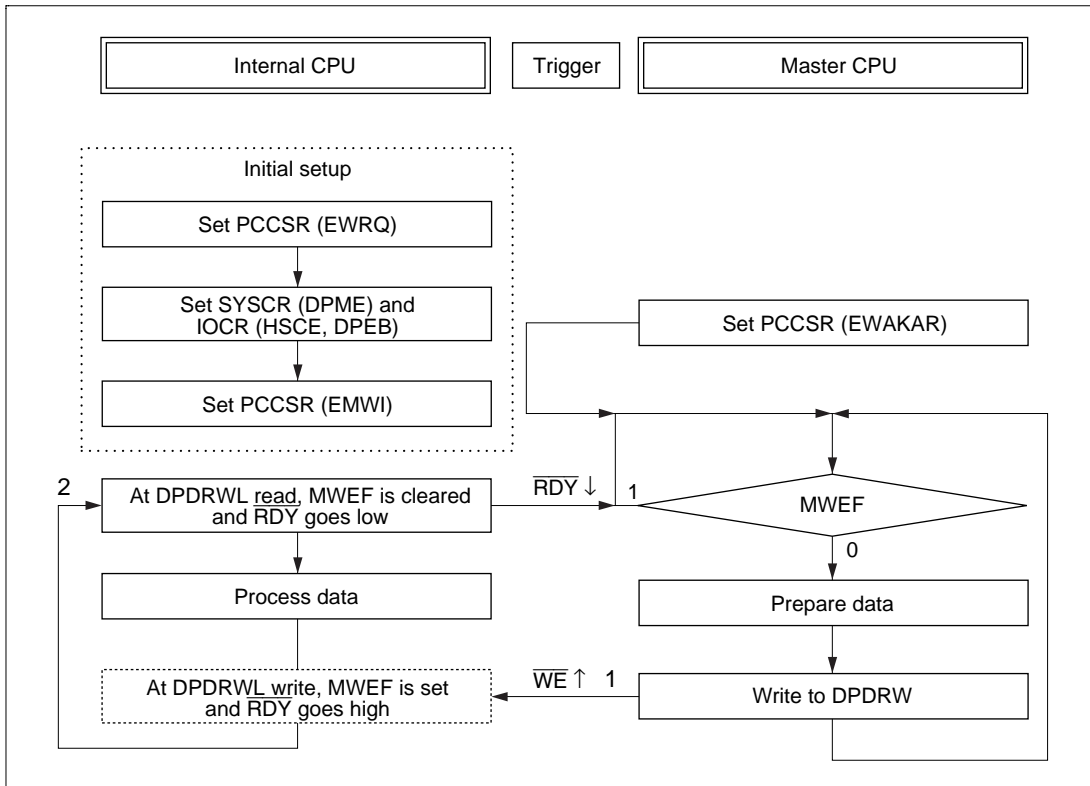 Internal CPU
Trigger
Master CPU
Initial setup
Set PCCSR (EWRQ)
Set SYSCR (DPME) and
IOCR (HSCE, DPEB)
Set PCCSR (EWAKAR)
Set PCCSR (EMWI)
2
At DPDRWL read, MWEF is cleared
and RDY goes low
RDY ↓
1
MWEF
0
Process data
Prepare data
At DPDRWL write, MWEF is set
and RDY goes high
WE ↑ 1
Write to DPDRW